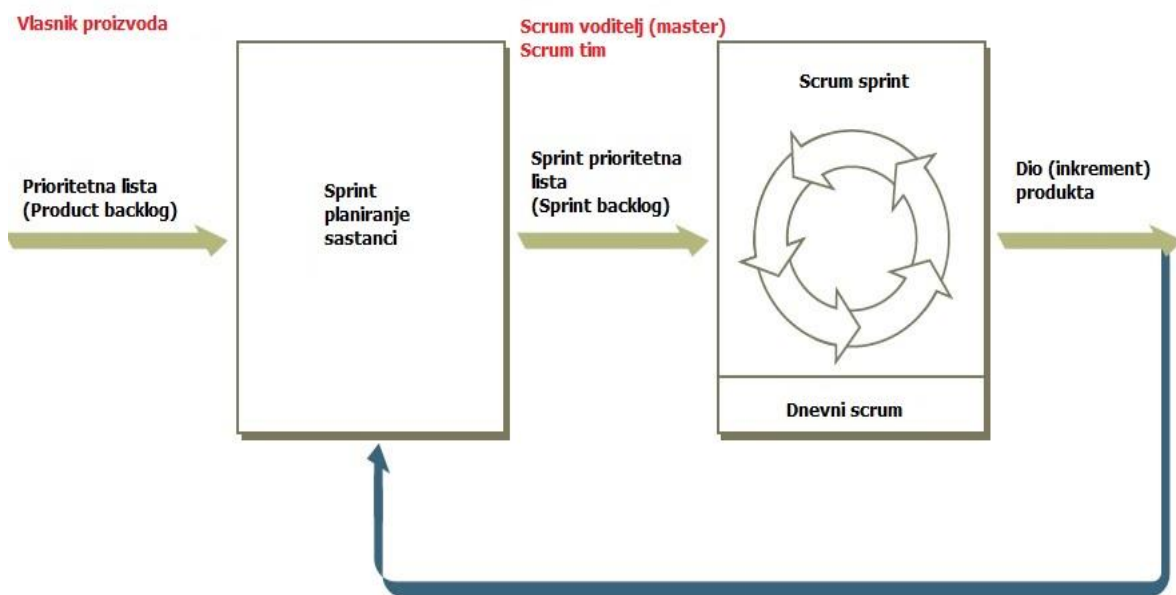 Vlasnik proizvoda
Scrum voditelj (master)
Scrum tim
Prioritetna lista
(Product backlog)
Sprint
planiranje
sastanci
Sprint prioritetna
lista
(Sprint backlog)
Scrum sprint
Dnevni scrum
Dio (inkrement)
produkta